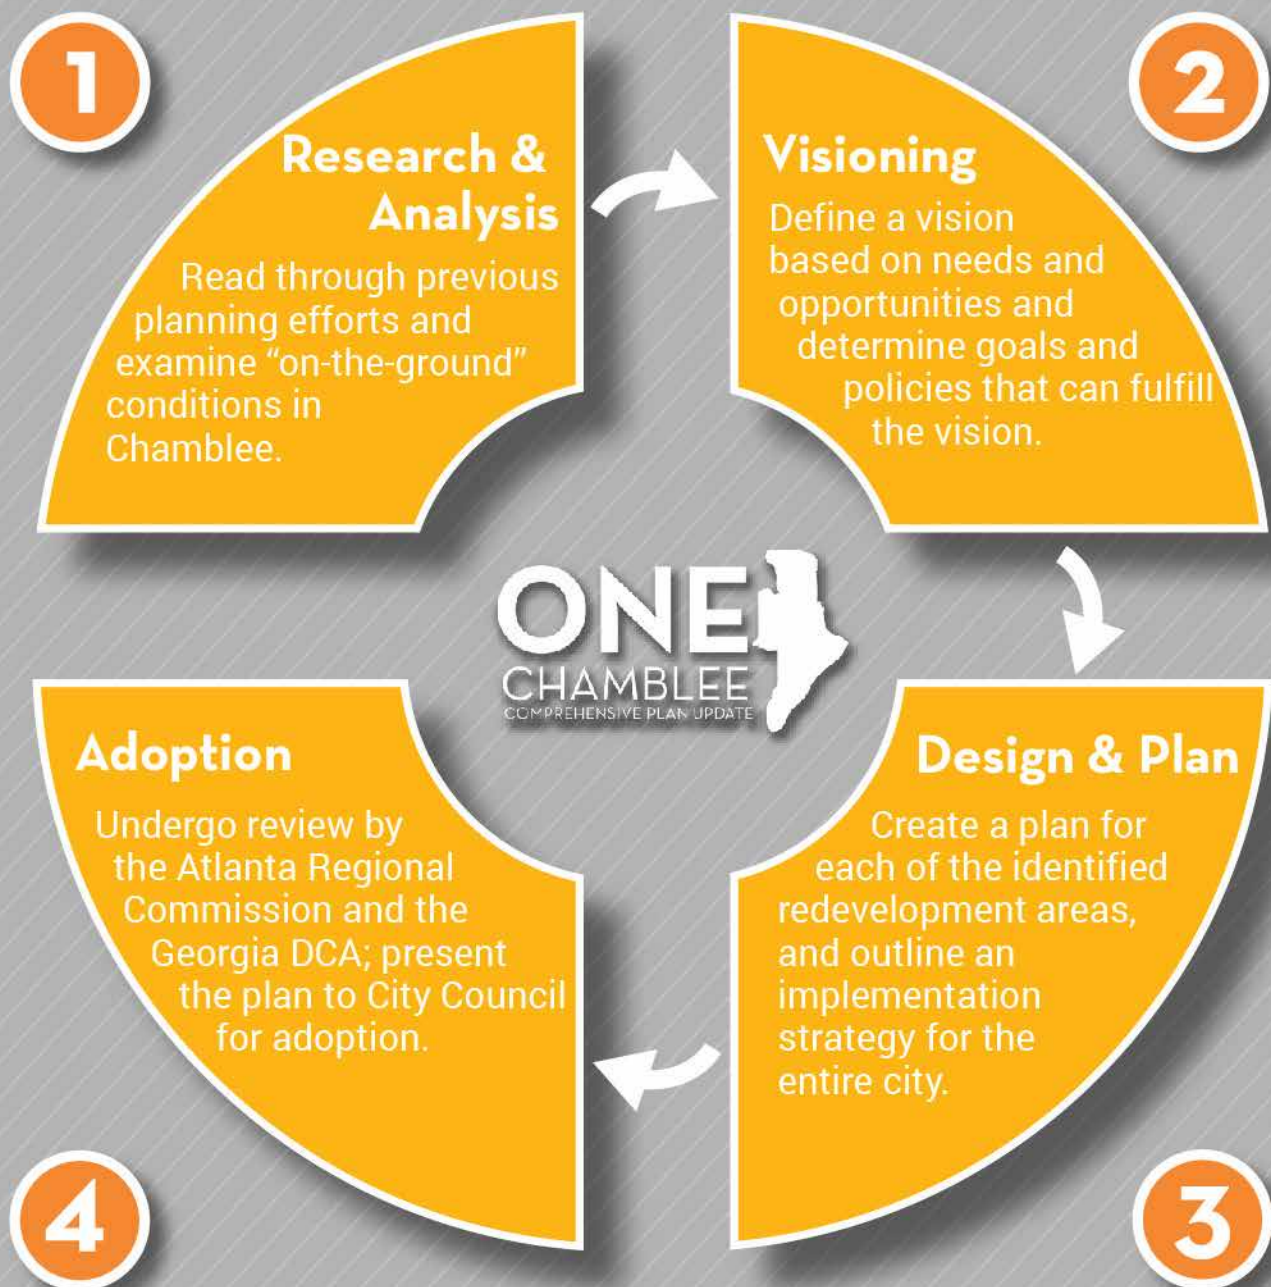 1
Research &
Analysis
Read through previous
planning efforts and
examine “on-the-ground”
conditions in
Chamblee.
2
Visioning
Define a vision
based on needs and
opportunities and
determine goals and
policies that can fulfill
the vision.
ONE
CHAMBLEE
COMPREHENSIVE PLAN UPDATE
Design & Plan
Create a plan for
each of the identified
redevelopment areas,
and outline an
implementation
strategy for the
entire city.
3
Adoption
Undergo review by
the Atlanta Regional
Commission and the
Georgia DCA; present
the plan to City Council
for adoption.
4